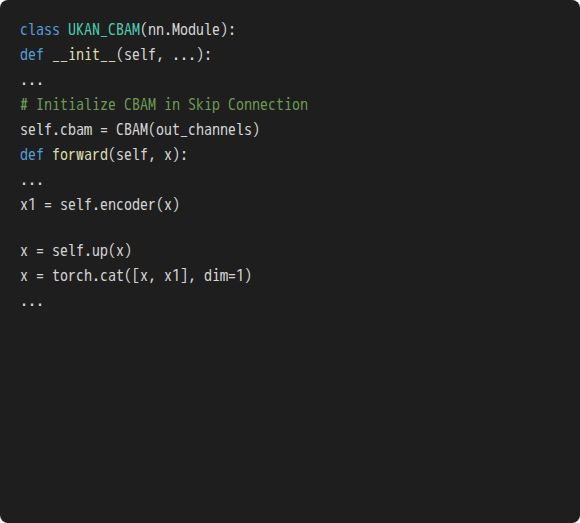 class UKAN_CBAM(nn.Module):
def __init__(self, ...):
...
# Initialize CBAM in Skip Connection
self.cbam = CBAM(out_channels)
def forward(self, x):
...
x1 = self.encoder(x)
x = self.up(x)
x = torch.cat([x, x1], dim=1)
...